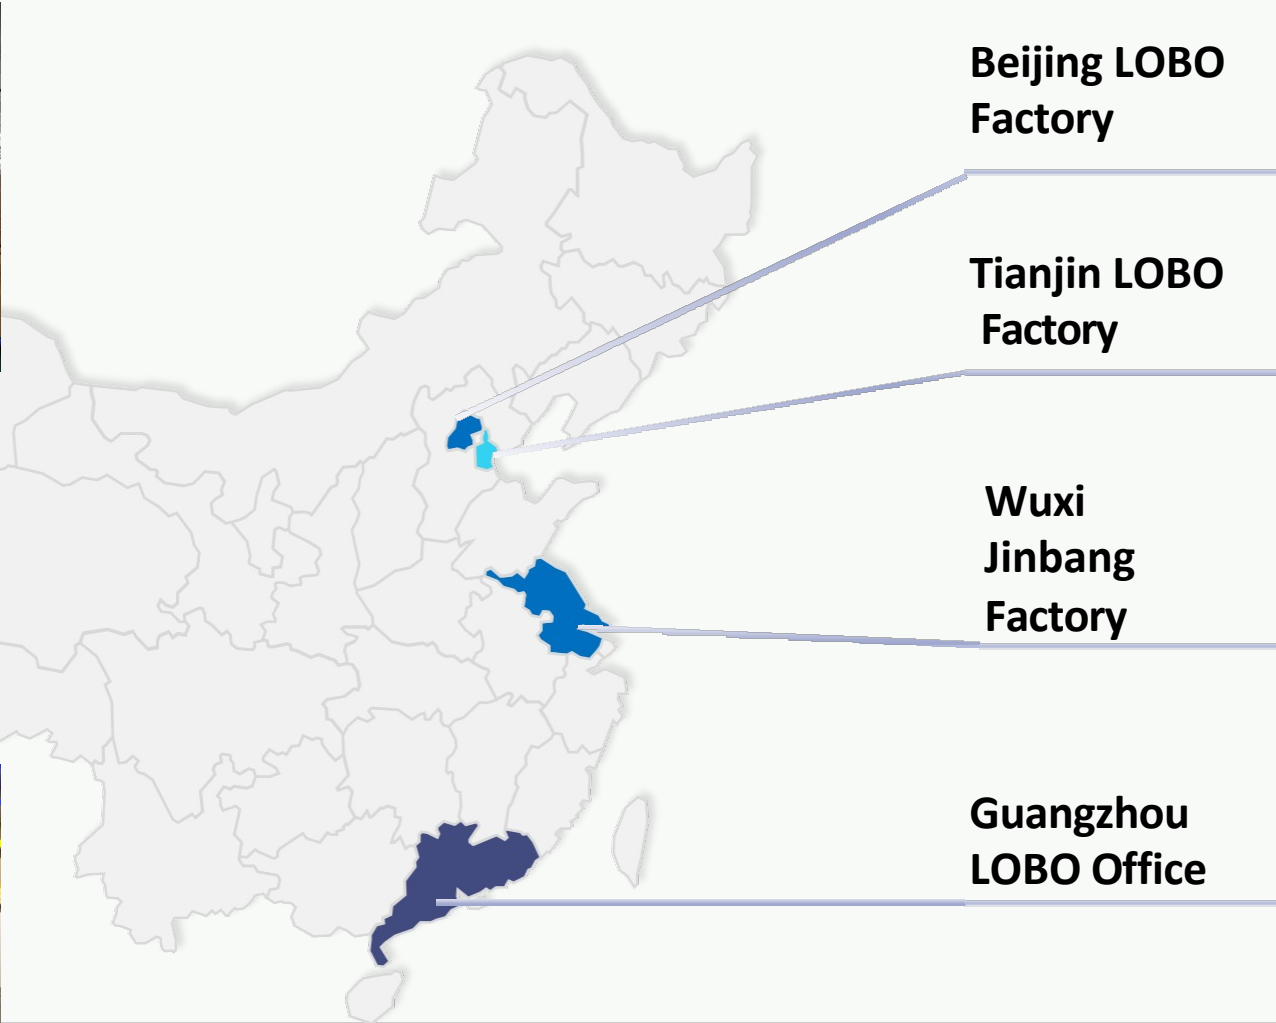 Beijing LOBO
Factory
Tianjin LOBO
Factory
Wuxi
Jinbang
Factory
Guangzhou
LOBO Office